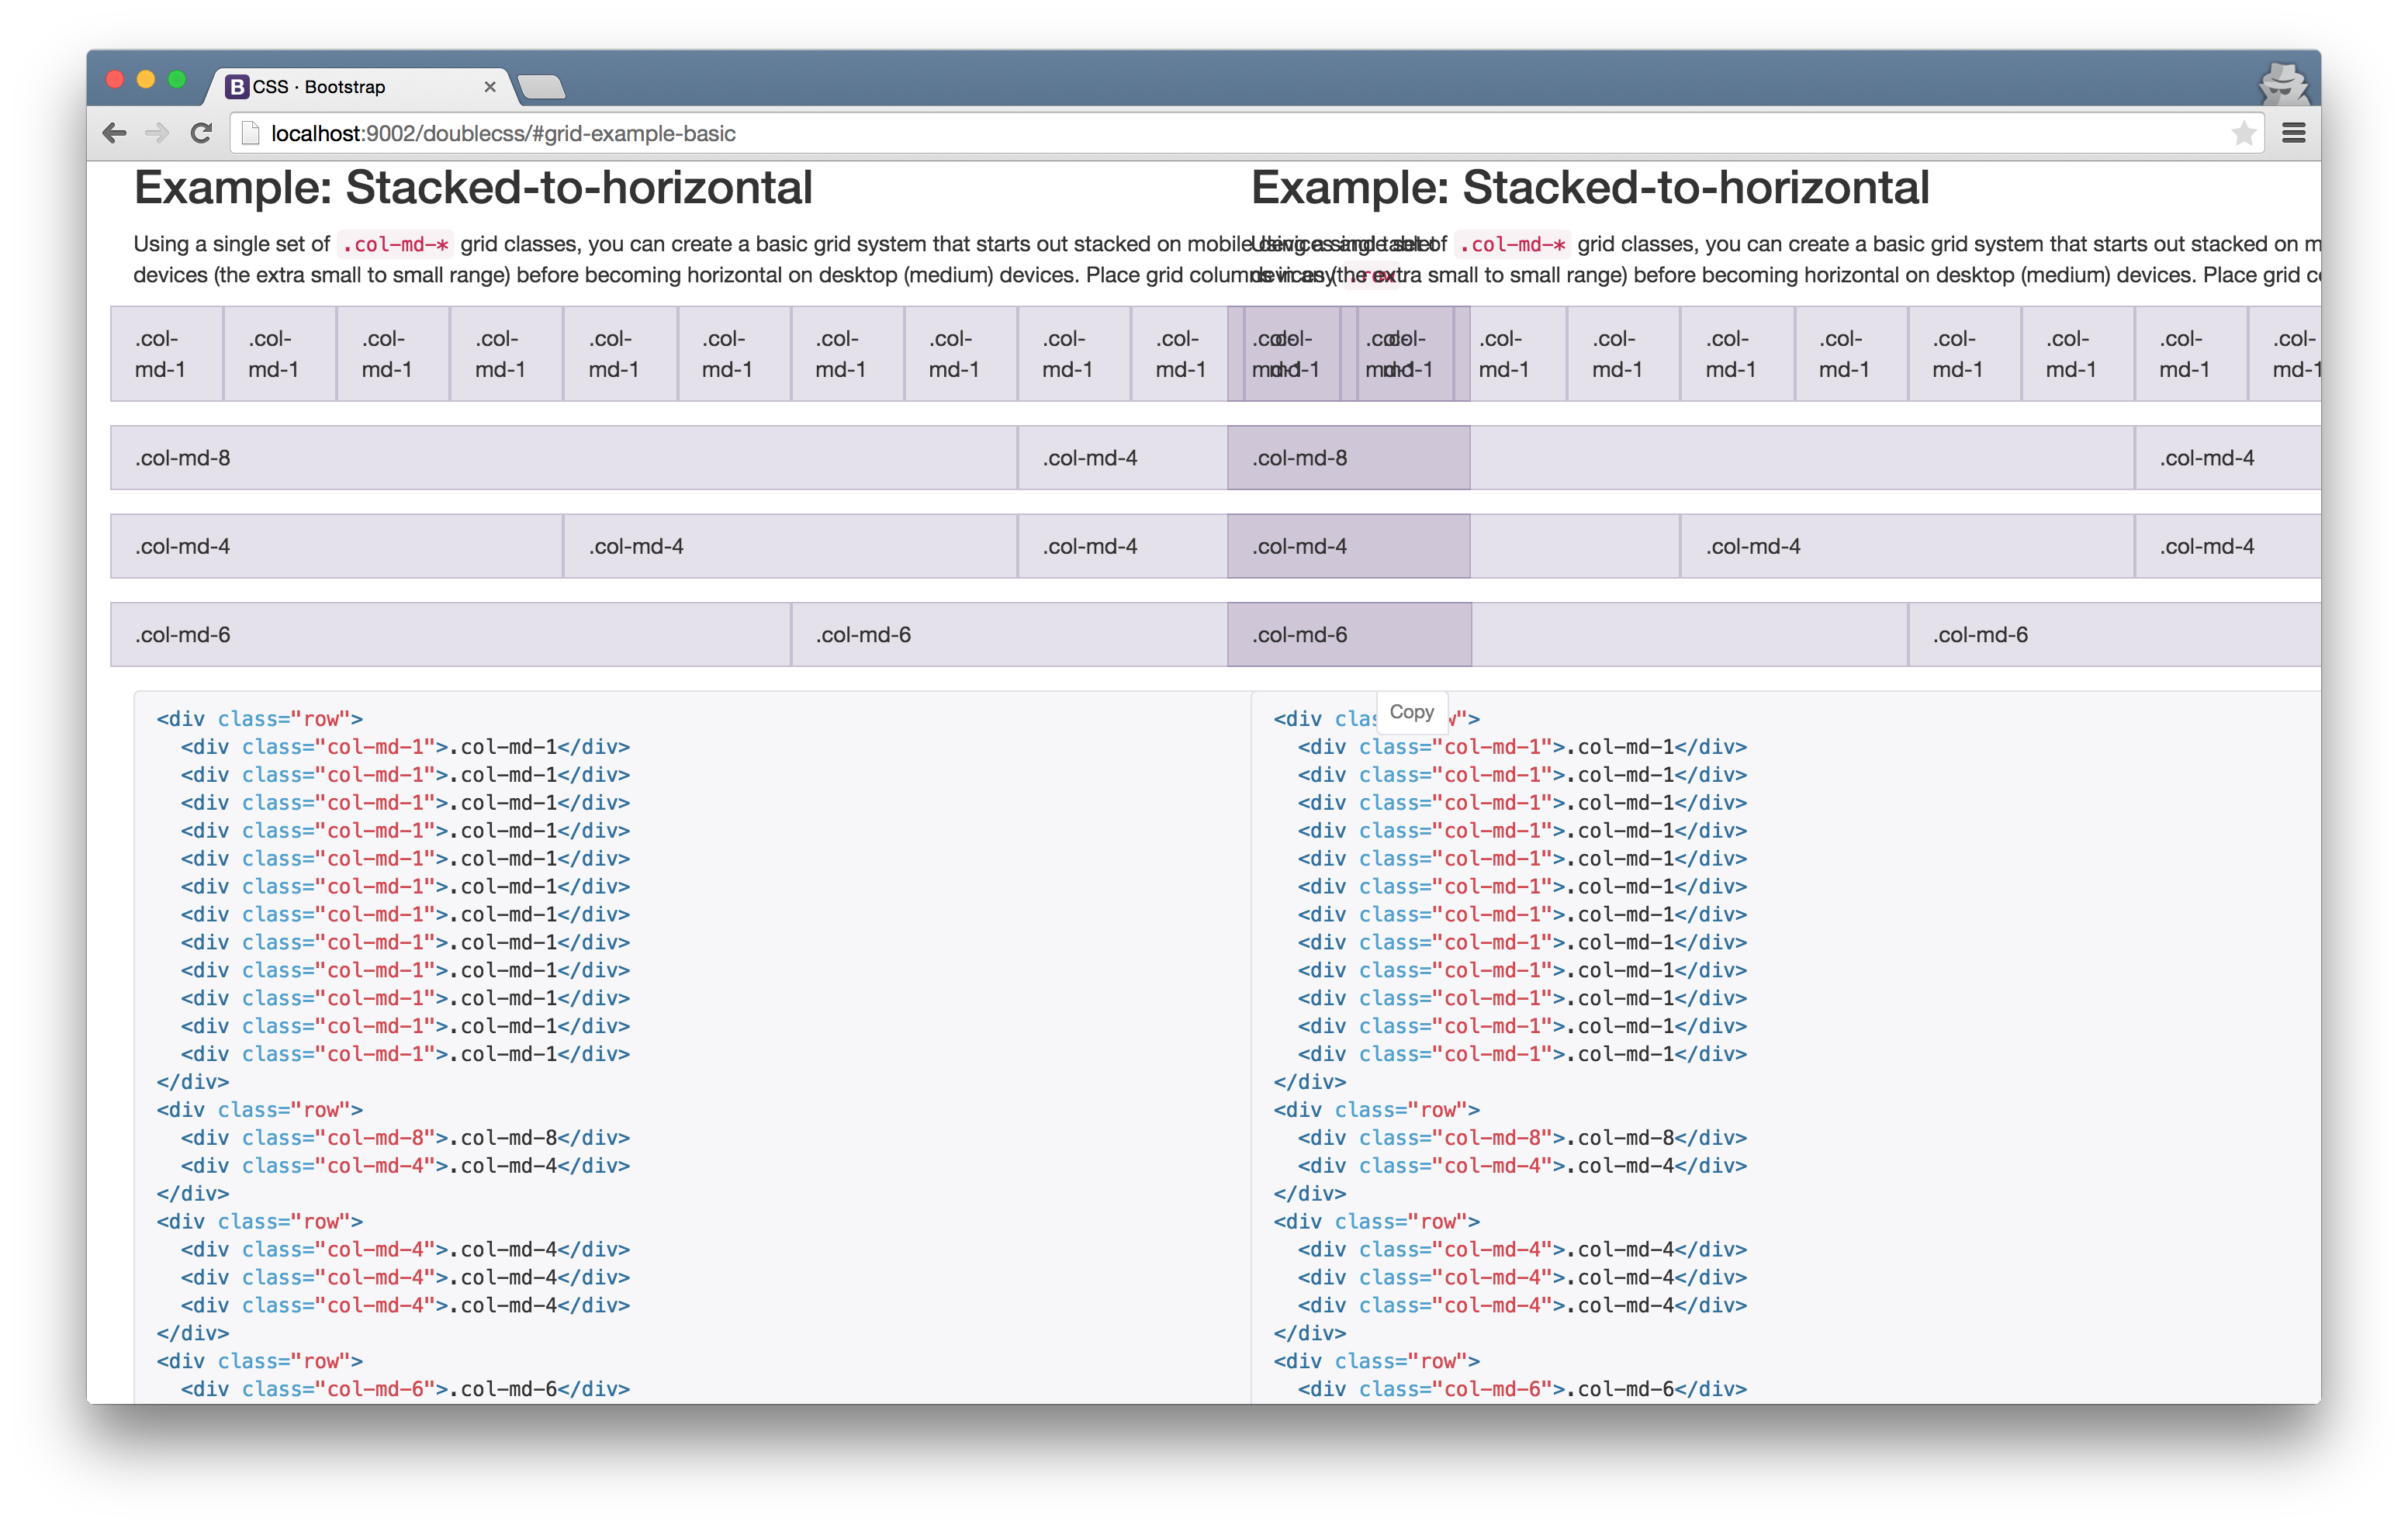 CSS · Bootstrap
localhost:9002/doublecss/#grid-example-basic
Example: Stacked-to-horizontal
Using a single set of .col-md-* grid classes, you can create a basic grid system that starts out stacked on mobile
devices (the extra small to small range) before becoming horizontal on desktop (medium) devices. Place grid
.col-
md-1
.col-
md-1
.col-
md-1
.col-
md-1
.col-
md-1
.col-
md-1
.col-
md-1
.col-
md-1
.col-
md-1
.col-
md-1
.col-md-8
.col-md-4
.col-md-4
.col-md-4
.col-md-4
.col-md-6
.col-md-6
<div class="row">
<div class="col-md-1">.col-md-1</div>
<div class="col-md-1">.col-md-1</div>
<div class="col-md-1">.col-md-1</div>
<div class="col-md-1">.col-md-1</div>
<div class="col-md-1">.col-md-1</div>
<div class="col-md-1">.col-md-1</div>
<div class="col-md-1">.col-md-1</div>
<div class="col-md-1">.col-md-1</div>
<div class="col-md-1">.col-md-1</div>
<div class="col-md-1">.col-md-1</div>
<div class="col-md-1">.col-md-1</div>
<div class="col-md-1">.col-md-1</div>
</div>
<div class="row">
<div class="col-md-8">.col-md-8</div>
<div class="col-md-4">.col-md-4</div>
</div>
<div class="row">
<div class="col-md-4">.col-md-4</div>
<div class="col-md-4">.col-md-4</div>
<div class="col-md-4">.col-md-4</div>
</div>
<div class="row">
<div class="col-md-6">.col-md-6</div>
Example: Stacked-to-horizontal
.col-md-* grid classes, you can create a basic grid system that starts out stacked on
small to small range) before becoming horizontal on desktop (medium) devices. Place grid
.col-
md-1
.col-
md-1
.col-
md-1
.col-
md-1
.col-
md-1
.col-
md-1
.col-
md-1
.col-
md-1
.col-md-8
.col-md-4
.col-md-4
.col-md-4
.col-md-4
.col-md-6
.col-md-6
Copy
<div
<div class="col-md-1">.col-md-1</div>
<div class="col-md-1">.col-md-1</div>
<div class="col-md-1">.col-md-1</div>
<div class="col-md-1">.col-md-1</div>
<div class="col-md-1">.col-md-1</div>
<div class="col-md-1">.col-md-1</div>
<div class="col-md-1">.col-md-1</div>
<div class="col-md-1">.col-md-1</div>
<div class="col-md-1">.col-md-1</div>
<div class="col-md-1">.col-md-1</div>
<div class="col-md-1">.col-md-1</div>
<div class="col-md-1">.col-md-1</div>
</div>
<div class="row">
<div class="col-md-8">.col-md-8</div>
<div class="col-md-4">.col-md-4</div>
</div>
<div class="row">
<div class="col-md-4">.col-md-4</div>
<div class="col-md-4">.col-md-4</div>
<div class="col-md-4">.col-md-4</div>
</div>
<div class="row">
<div class="col-md-6">.col-md-6</div>